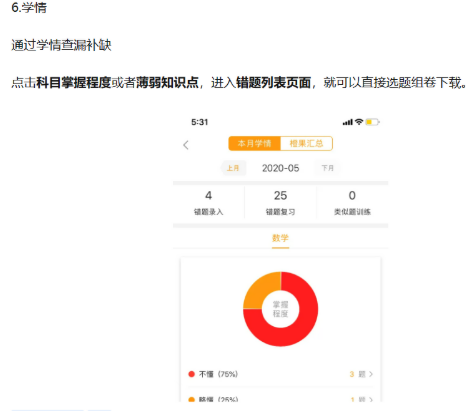 6.学情
通过学情查漏补缺
点击科目掌握程度或者薄弱知识点，进入错题列表页面，就可以直接选题组卷下载。
5:31
本月学情 橙果汇总
上月 2020-05 下月
4 25 0
错题录入 错题复习 类似题训练
数学
掌握
程度
不懂 (75%) 3 题
略懂 (25%) 1 题